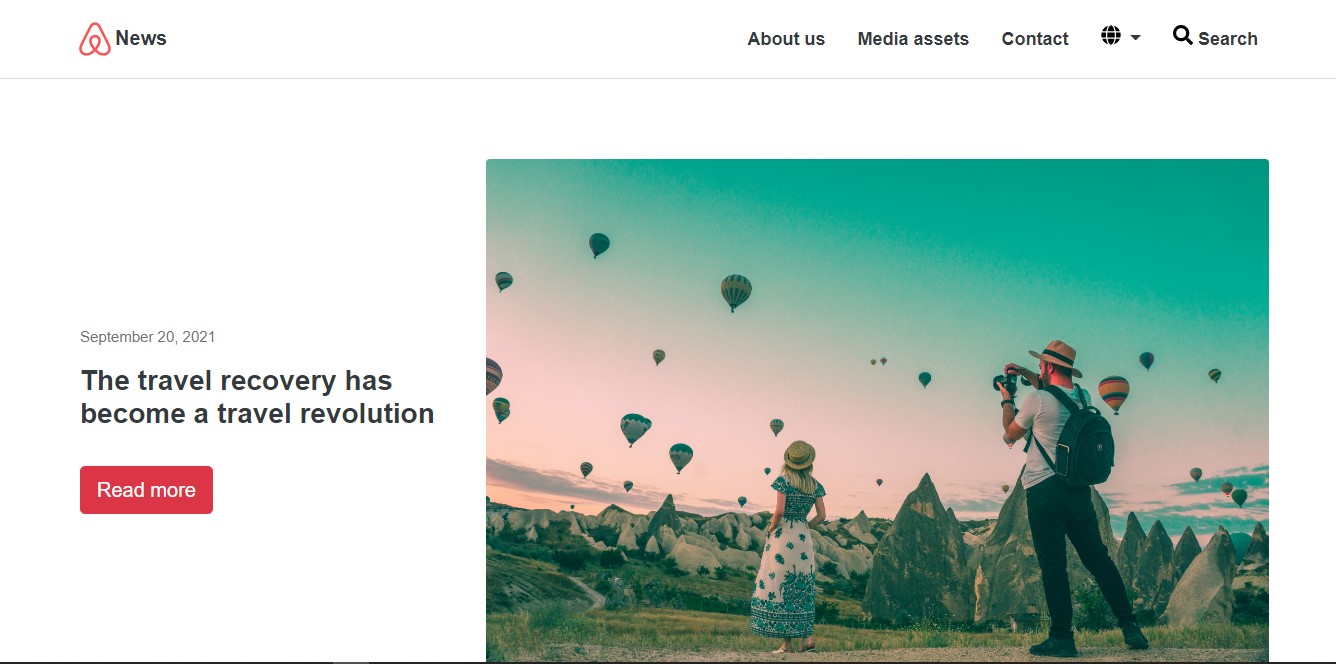 News
About us
Media assets
Contact
Search
September 20, 2021
The travel recovery has
become a travel revolution
Read more